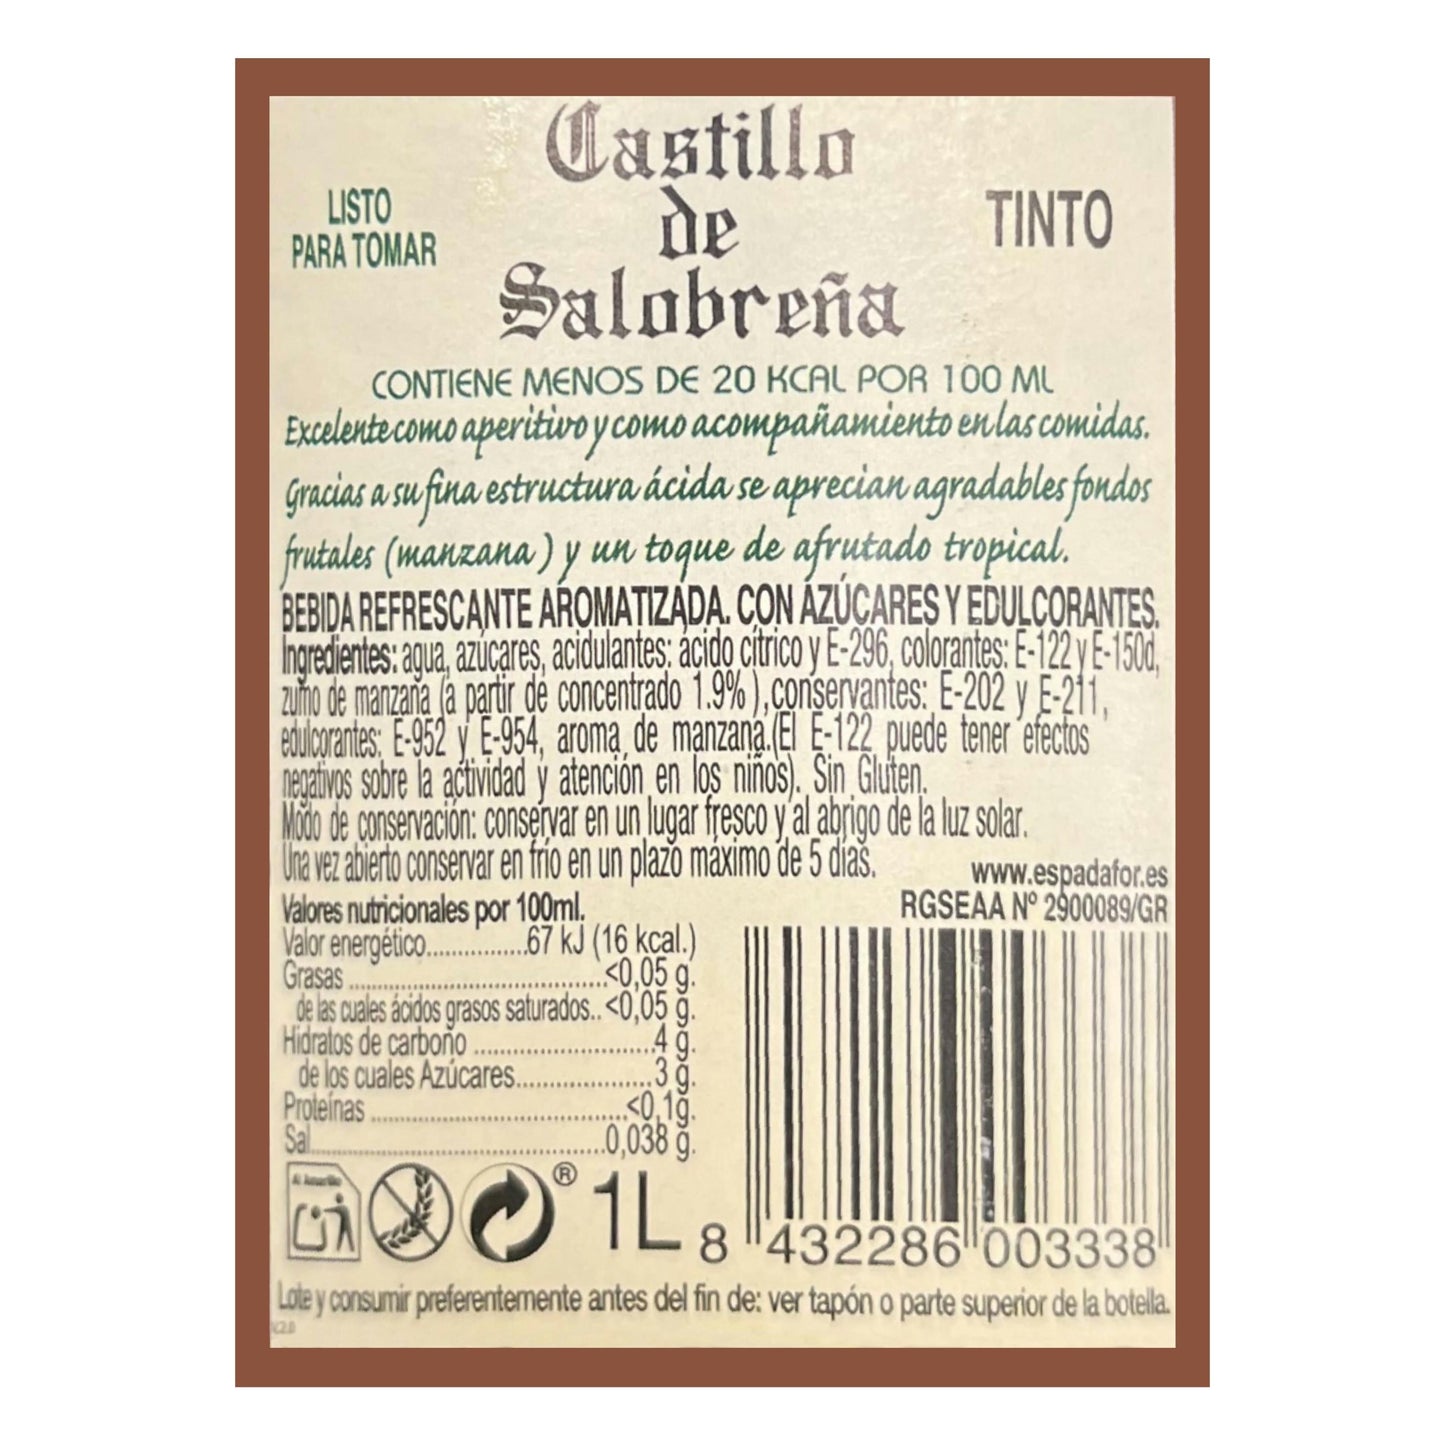 Castillo
de
Salobreña
LISTO
PARA TOMAR
TINTO
CONTIENE MENOS DE 20 KCAL POR 100 ML
Excelente como aperitivo y como acompañamiento en las comidas.
Gracias a su fina estructura ácida se aprecian agradables fondos
frutales (manzana) y un toque de afrutado tropical.
BEBIDA REFRESCANTE AROMATIZADA. CON AZÚCARES Y EDULCORANTES.
Ingredientes: agua, azúcares, acidulantes: ácido cítrico y E-296, colorantes: E-122 y E-150d,
zumo de manzana (a partir de concentrado 1.9% ), conservantes: E-202 y E-211,
edulcorantes: E-952 y E-954, aroma de manzana.(El E-122 puede tener efectos
negativos sobre la actividad y atención en los niños). Sin Gluten.
Modo de conservación: conservar en un lugar fresco y al abrigo de la luz solar.
Una vez abierto conservar en frío en un plazo máximo de 5 días.
www.espadafor.es
RGSEAA Nº 2900089/GR
Valores nutricionales por 100ml.
Valor energético................67 kJ (16 kcal.)
Grasas ........................................<0,05 g.
de las cuales ácidos grasos saturados..<0,05 g.
Hidratos de carbono ............................4 g.
de los cuales Azúcares.....................3 g.
Proteínas ........................................<0,1g.
Sal..............................................0,038 g.
Al Amarillo
® 1L
8 432286 003338
Lote y consumir preferentemente antes del fin de: ver tapón o parte superior de la botella.